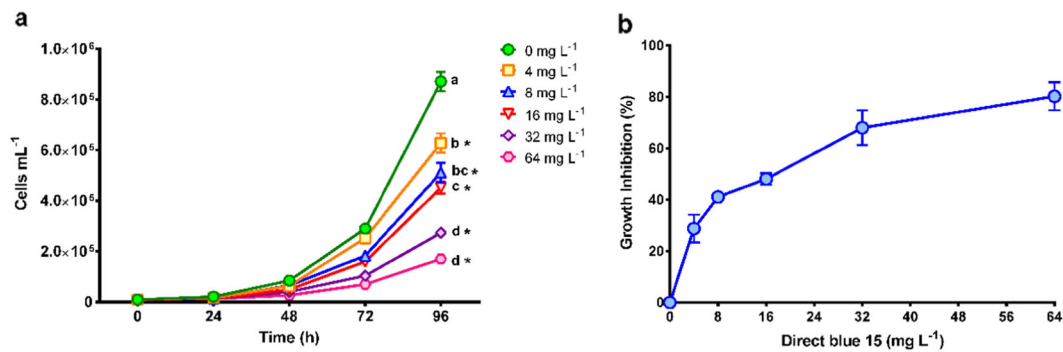 a
1.0×10⁶
8.0×10⁵
6.0×10⁵
4.0×10⁵
2.0×10⁵
0
Cells mL⁻¹
0 24 48 72 96
Time (h)
a
b *
bc *
c *
d *
d *
0 mg L⁻¹
4 mg L⁻¹
8 mg L⁻¹
16 mg L⁻¹
32 mg L⁻¹
64 mg L⁻¹
b
100
80
60
40
20
0
Growth Inhibition (%)
0 8 16 24 32 40 48 56 64
Direct blue 15 (mg L⁻¹)